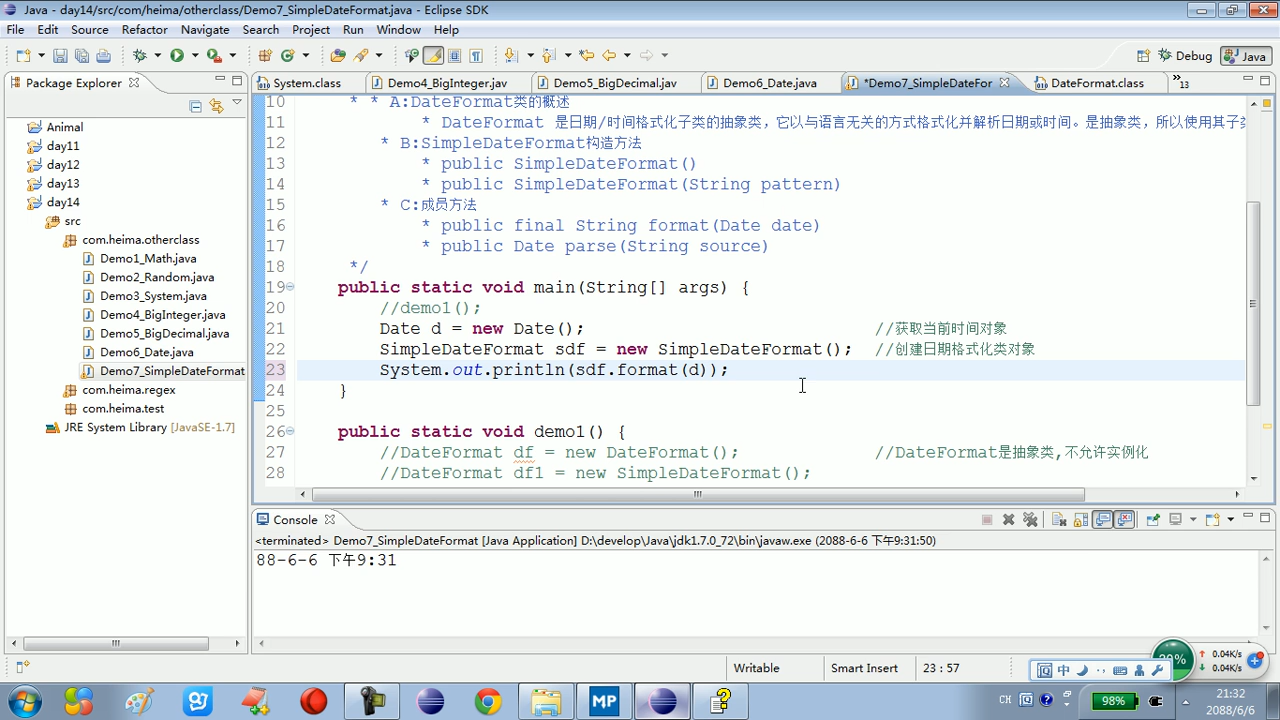 Java - day14/src/com/heima/otherclass/Demo7_SimpleDateFormat.java - Eclipse SDK
File Edit Source Refactor Navigate Search Project Run Window Help
Debug Java
Package Explorer
System.class Demo4_BigInteger.jav Demo5_BigDecimal.jav Demo6_Date.java *Demo7_SimpleDateFor DateFormat.class »13
Animal
day11
day12
day13
day14
src
com.heima.otherclass
Demo1_Math.java
Demo2_Random.java
Demo3_System.java
Demo4_BigInteger.java
Demo5_BigDecimal.java
Demo6_Date.java
Demo7_SimpleDateFormat
com.heima.regex
com.heima.test
JRE System Library [JavaSE-1.7]
10 * * A:DateFormat类的概述
11 * DateFormat 是日期/时间格式化子类的抽象类，它以与语言无关的方式格式化并解析日期或时间。是抽象类，所以使用其子类
12 * B:SimpleDateFormat构造方法
13 * public SimpleDateFormat()
14 * public SimpleDateFormat(String pattern)
15 * C:成员方法
16 * public final String format(Date date)
17 * public Date parse(String source)
18 */
19 public static void main(String[] args) {
20 //demo1();
21 Date d = new Date(); //获取当前时间对象
22 SimpleDateFormat sdf = new SimpleDateFormat(); //创建日期格式化类对象
23 System.out.println(sdf.format(d));
24 }
25
26 public static void demo1() {
27 //DateFormat df = new DateFormat(); //DateFormat是抽象类,不允许实例化
28 //DateFormat df1 = new SimpleDateFormat();
Console
<terminated> Demo7_SimpleDateFormat [Java Application] D:\develop\Java\jdk1.7.0_72\bin\javaw.exe (2088-6-6 下午9:31:50)
88-6-6 下午9:31
Writable Smart Insert 23 : 57
0.04K/s
0.04K/s
中
MP
CH
98%
21:32
2088/6/6